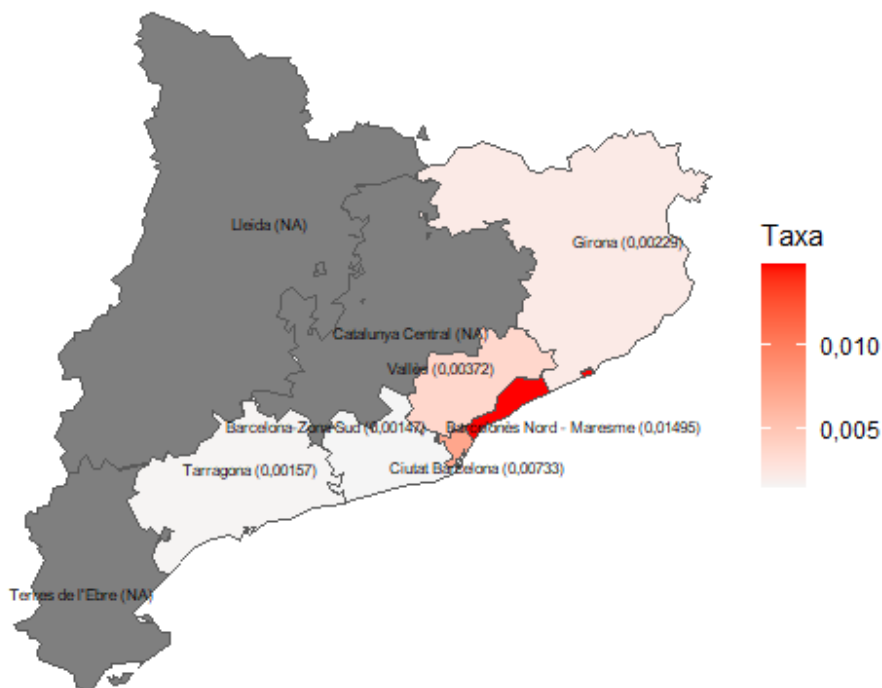 Lleida (NA)
Girona (0,00229)
Taxa
Catalunya Central (NA)
0,010
Vallès (0,00372)
Barcelona-Zona Sud (0,00147)
Barcelonès Nord - Maresme (0,01495)
0,005
Tarragona (0,00157)
Ciutat Barcelona (0,00733)
Terres de l'Ebre (NA)